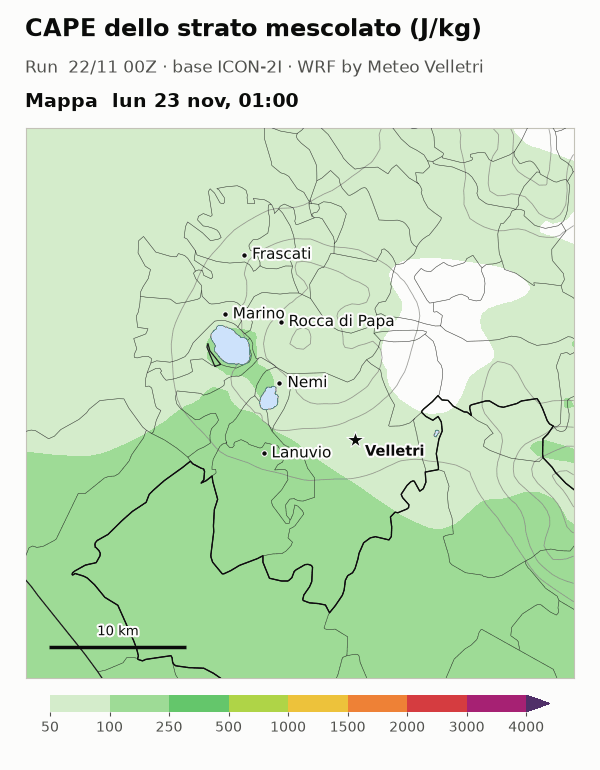 CAPE dello strato mescolato (J/kg)
Run  22/11 00Z · base ICON-2I · WRF by Meteo Velletri
Mappa  lun 23 nov, 01:00
Frascati
Marino
Rocca di Papa
Nemi
Velletri
Lanuvio
10 km
50 100 250 500 1000 1500 2000 3000 4000